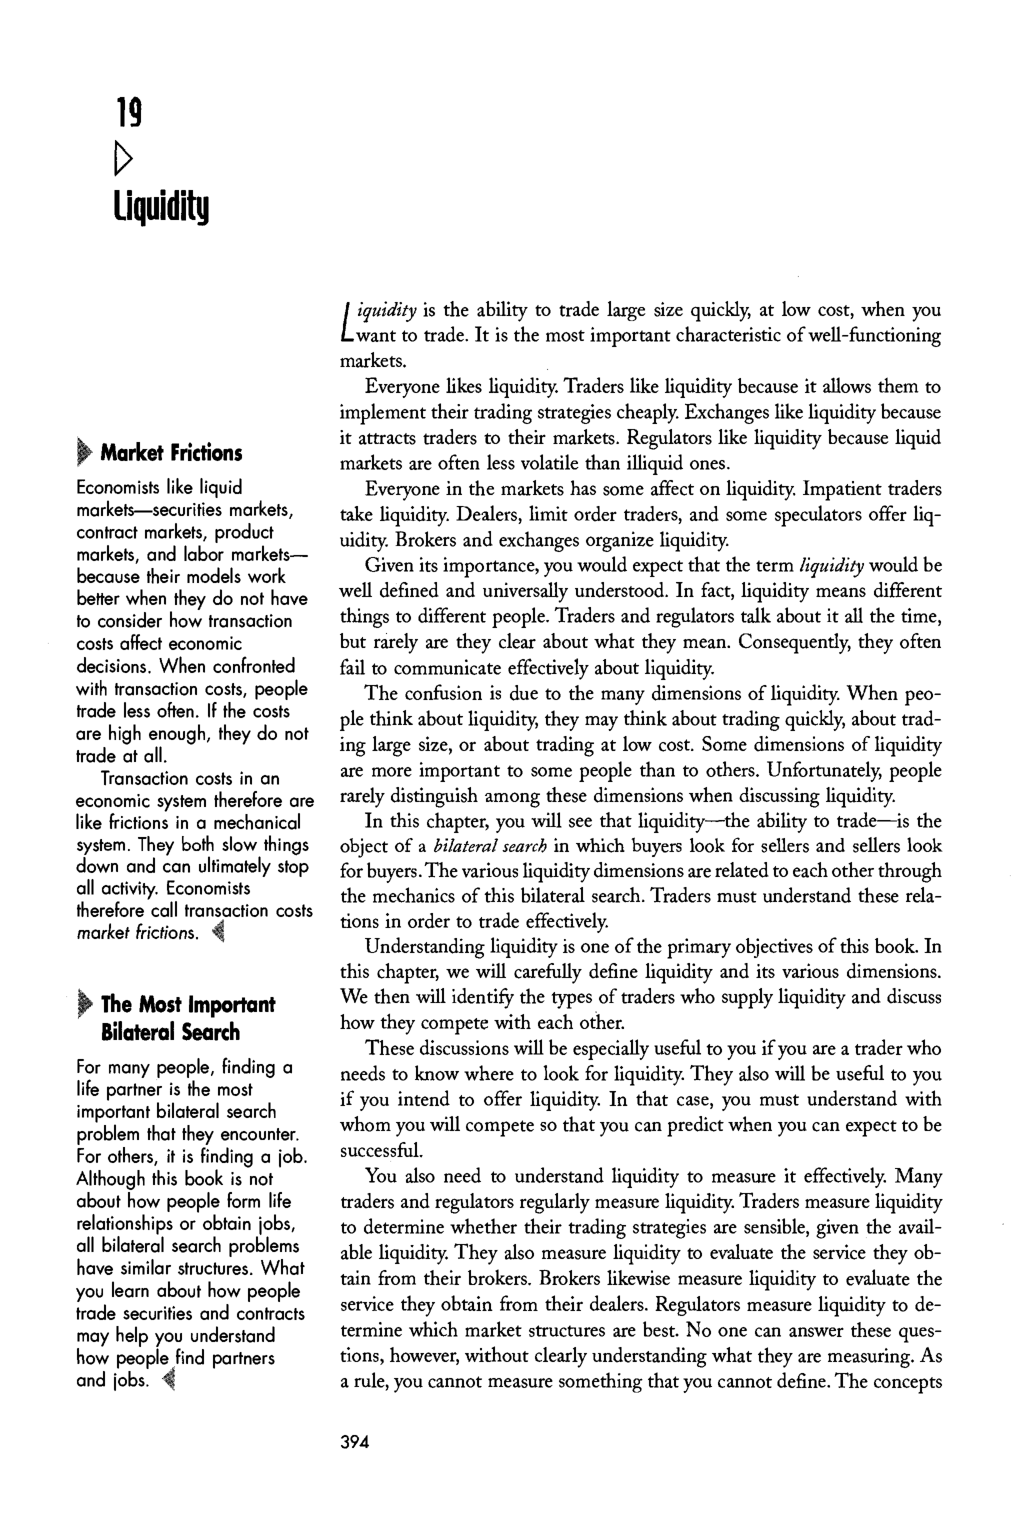 19
Liquidity
Liquidity is the ability to trade large size quickly, at low cost, when you
want to trade. It is the most important characteristic of well-functioning
markets.
Everyone likes liquidity. Traders like liquidity because it allows them to
implement their trading strategies cheaply. Exchanges like liquidity because
it attracts traders to their markets. Regulators like liquidity because liquid
markets are often less volatile than illiquid ones.
Everyone in the markets has some affect on liquidity. Impatient traders
take liquidity. Dealers, limit order traders, and some speculators offer liq-
uidity. Brokers and exchanges organize liquidity.
Given its importance, you would expect that the term liquidity would be
well defined and universally understood. In fact, liquidity means different
things to different people. Traders and regulators talk about it all the time,
but rarely are they clear about what they mean. Consequently, they often
fail to communicate effectively about liquidity.
The confusion is due to the many dimensions of liquidity. When peo-
ple think about liquidity, they may think about trading quickly, about trad-
ing large size, or about trading at low cost. Some dimensions of liquidity
are more important to some people than to others. Unfortunately, people
rarely distinguish among these dimensions when discussing liquidity.
In this chapter, you will see that liquidity—the ability to trade—is the
object of a bilateral search in which buyers look for sellers and sellers look
for buyers. The various liquidity dimensions are related to each other through
the mechanics of this bilateral search. Traders must understand these rela-
tions in order to trade effectively.
Understanding liquidity is one of the primary objectives of this book. In
this chapter, we will carefully define liquidity and its various dimensions.
We then will identify the types of traders who supply liquidity and discuss
how they compete with each other.
These discussions will be especially useful to you if you are a trader who
needs to know where to look for liquidity. They also will be useful to you
if you intend to offer liquidity. In that case, you must understand with
whom you will compete so that you can predict when you can expect to be
successful.
You also need to understand liquidity to measure it effectively. Many
traders and regulators regularly measure liquidity. Traders measure liquidity
to determine whether their trading strategies are sensible, given the avail-
able liquidity. They also measure liquidity to evaluate the service they ob-
tain from their brokers. Brokers likewise measure liquidity to evaluate the
service they obtain from their dealers. Regulators measure liquidity to de-
termine which market structures are best. No one can answer these ques-
tions, however, without clearly understanding what they are measuring. As
a rule, you cannot measure something that you cannot define. The concepts
Market Frictions
Economists like liquid
markets—securities markets,
contract markets, product
markets, and labor markets—
because their models work
better when they do not have
to consider how transaction
costs affect economic
decisions. When confronted
with transaction costs, people
trade less often. If the costs
are high enough, they do not
trade at all.
Transaction costs in an
economic system therefore are
like frictions in a mechanical
system. They both slow things
down and can ultimately stop
all activity. Economists
therefore call transaction costs
market frictions.
The Most Important
Bilateral Search
For many people, finding a
life partner is the most
important bilateral search
problem that they encounter.
For others, it is finding a job.
Although this book is not
about how people form life
relationships or obtain jobs,
all bilateral search problems
have similar structures. What
you learn about how people
trade securities and contracts
may help you understand
how people find partners
and jobs.
394